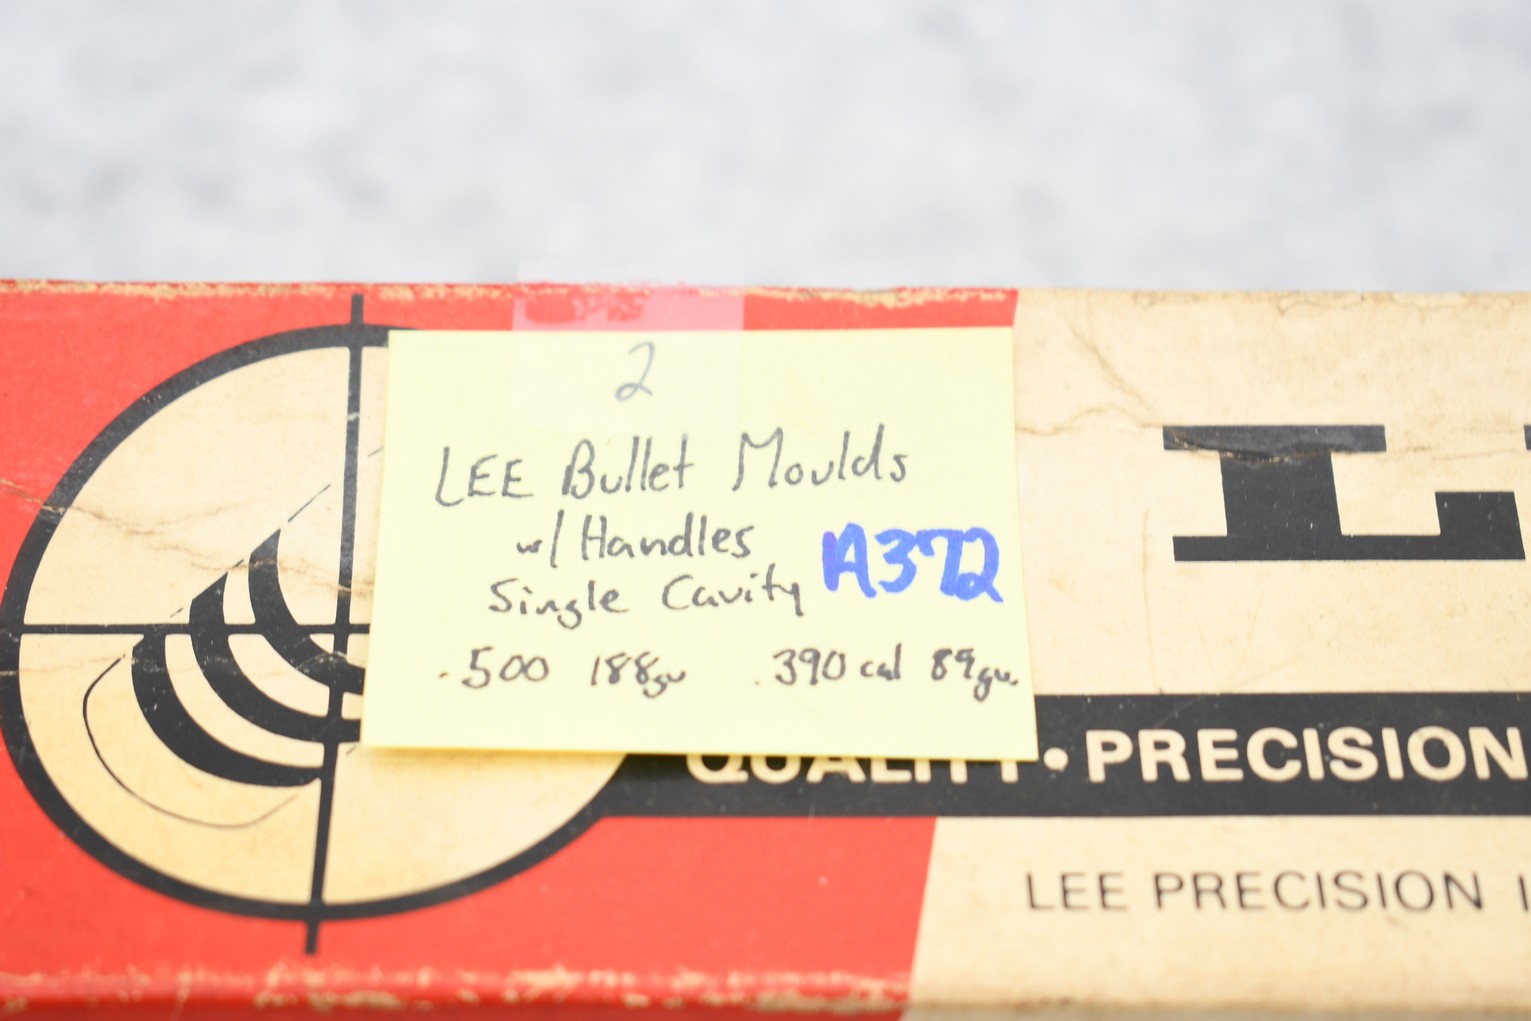 2
LEE Bullet Moulds
w/ Handles
Single Cavity A372
.500 188gr .390 cal 89gr.
L
QUALITY • PRECISION
LEE PRECISION